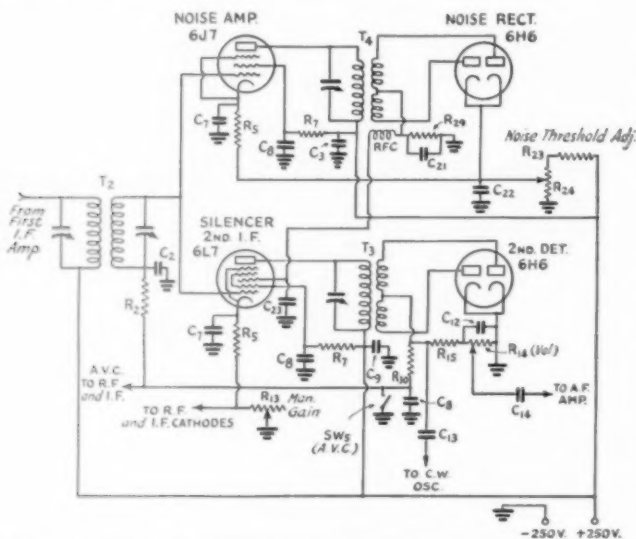 NOISE AMP.
6J7
NOISE RECT.
6H6
T4
R29
C7
R5
R7
C8
C3
RFC
C21
Noise Threshold Adj.
R23
R24
C22
T2
From
First
I.F.
Amp.
C2
R2
SILENCER
2ND. I.F.
6L7
T3
2ND. DET.
6H6
C23
C12
C7
R5
C8
R7
C9
R10
R15
R14 (Vol)
A.V.C.
TO R.F.
and I.F.
R13
Man.
Gain
SW5
(A.V.C.)
C8
C13
C14
TO A.F.
AMP.
TO R.F.
and I.F. CATHODES
TO C.W.
OSC.
-250V. +250V.